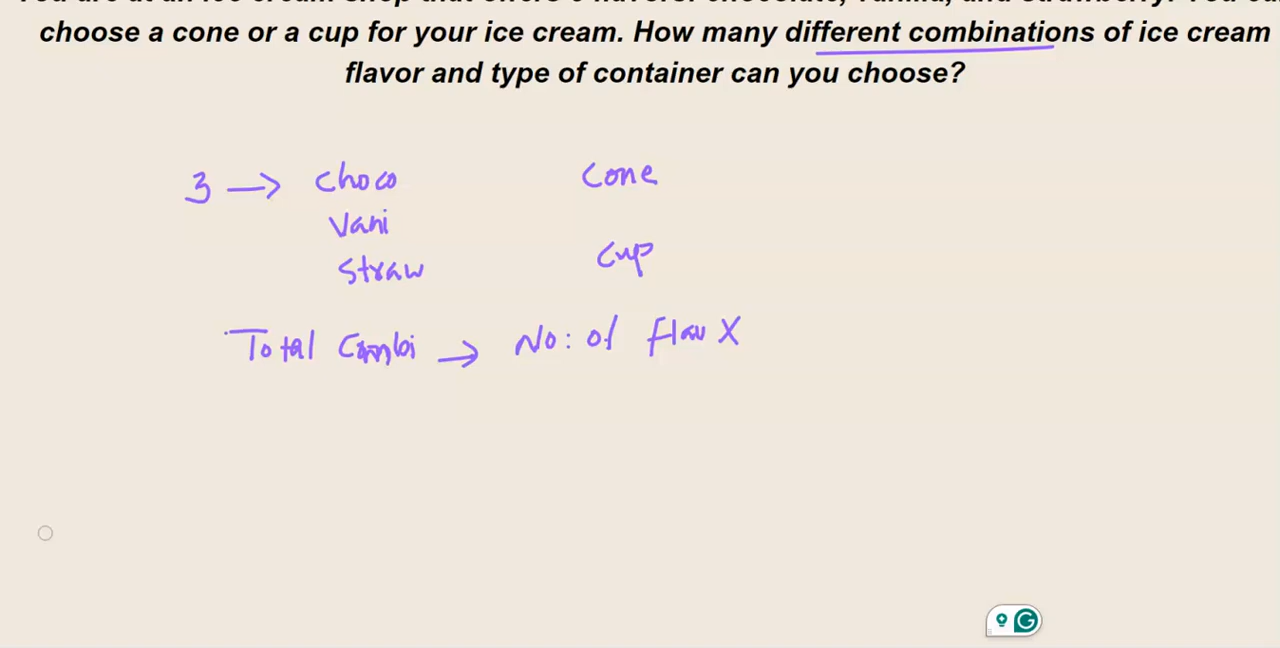 choose a cone or a cup for your ice cream. How many different combinations of ice cream
flavor and type of container can you choose?
3 → Choco Cone
Vani
Straw Cup
Total Combi → No: of flav X